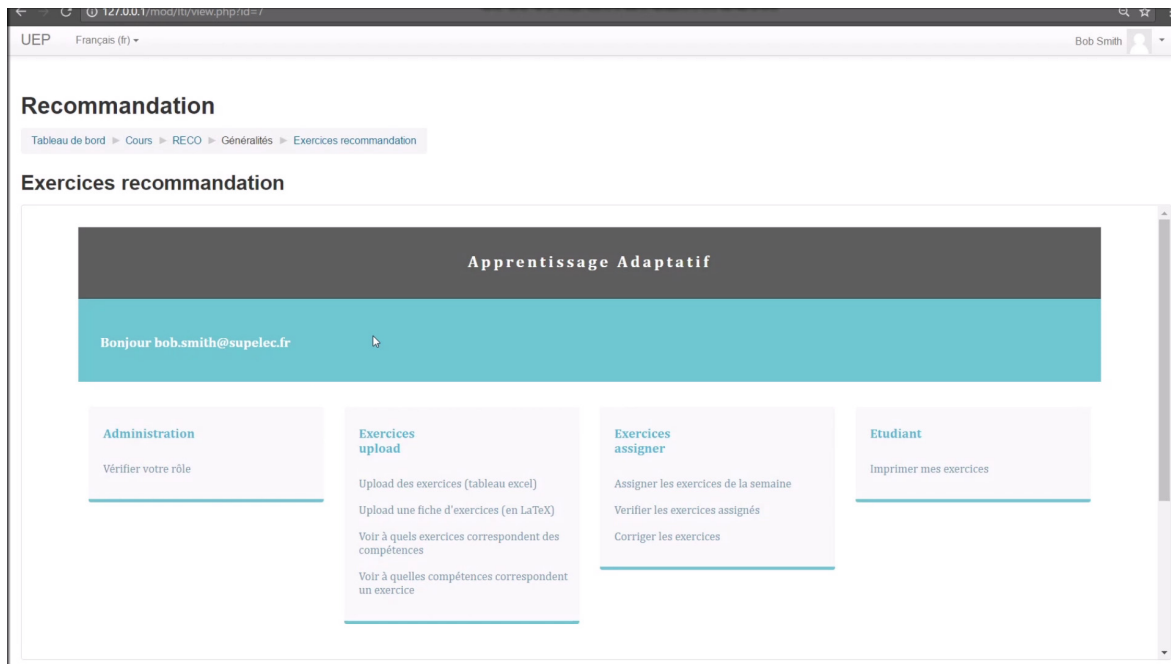 127.0.0.1/mod/lti/view.php?id=7
UEP Français (fr) Bob Smith
Recommandation
Tableau de bord ► Cours ► RECO ► Généralités ► Exercices recommandation
Exercices recommandation
Apprentissage Adaptatif
Bonjour bob.smith@supelec.fr
Administration
Vérifier votre rôle
Exercices
upload
Upload des exercices (tableau excel)
Upload une fiche d'exercices (en LaTeX)
Voir à quels exercices correspondent des
compétences
Voir à quelles compétences correspondent
un exercice
Exercices
assigner
Assigner les exercices de la semaine
Verifier les exercices assignés
Corriger les exercices
Etudiant
Imprimer mes exercices